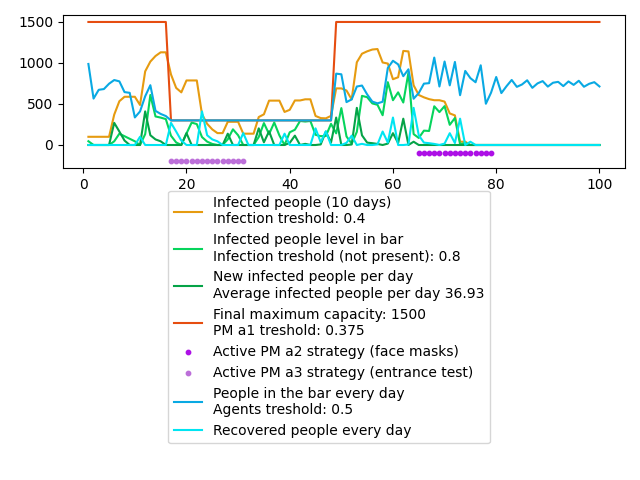 1500
1000
500
0
0 20 40 60 80 100
Infected people (10 days)
Infection treshold: 0.4
Infected people level in bar
Infection treshold (not present): 0.8
New infected people per day
Average infected people per day 36.93
Final maximum capacity: 1500
PM a1 treshold: 0.375
Active PM a2 strategy (face masks)
Active PM a3 strategy (entrance test)
People in the bar every day
Agents treshold: 0.5
Recovered people every day